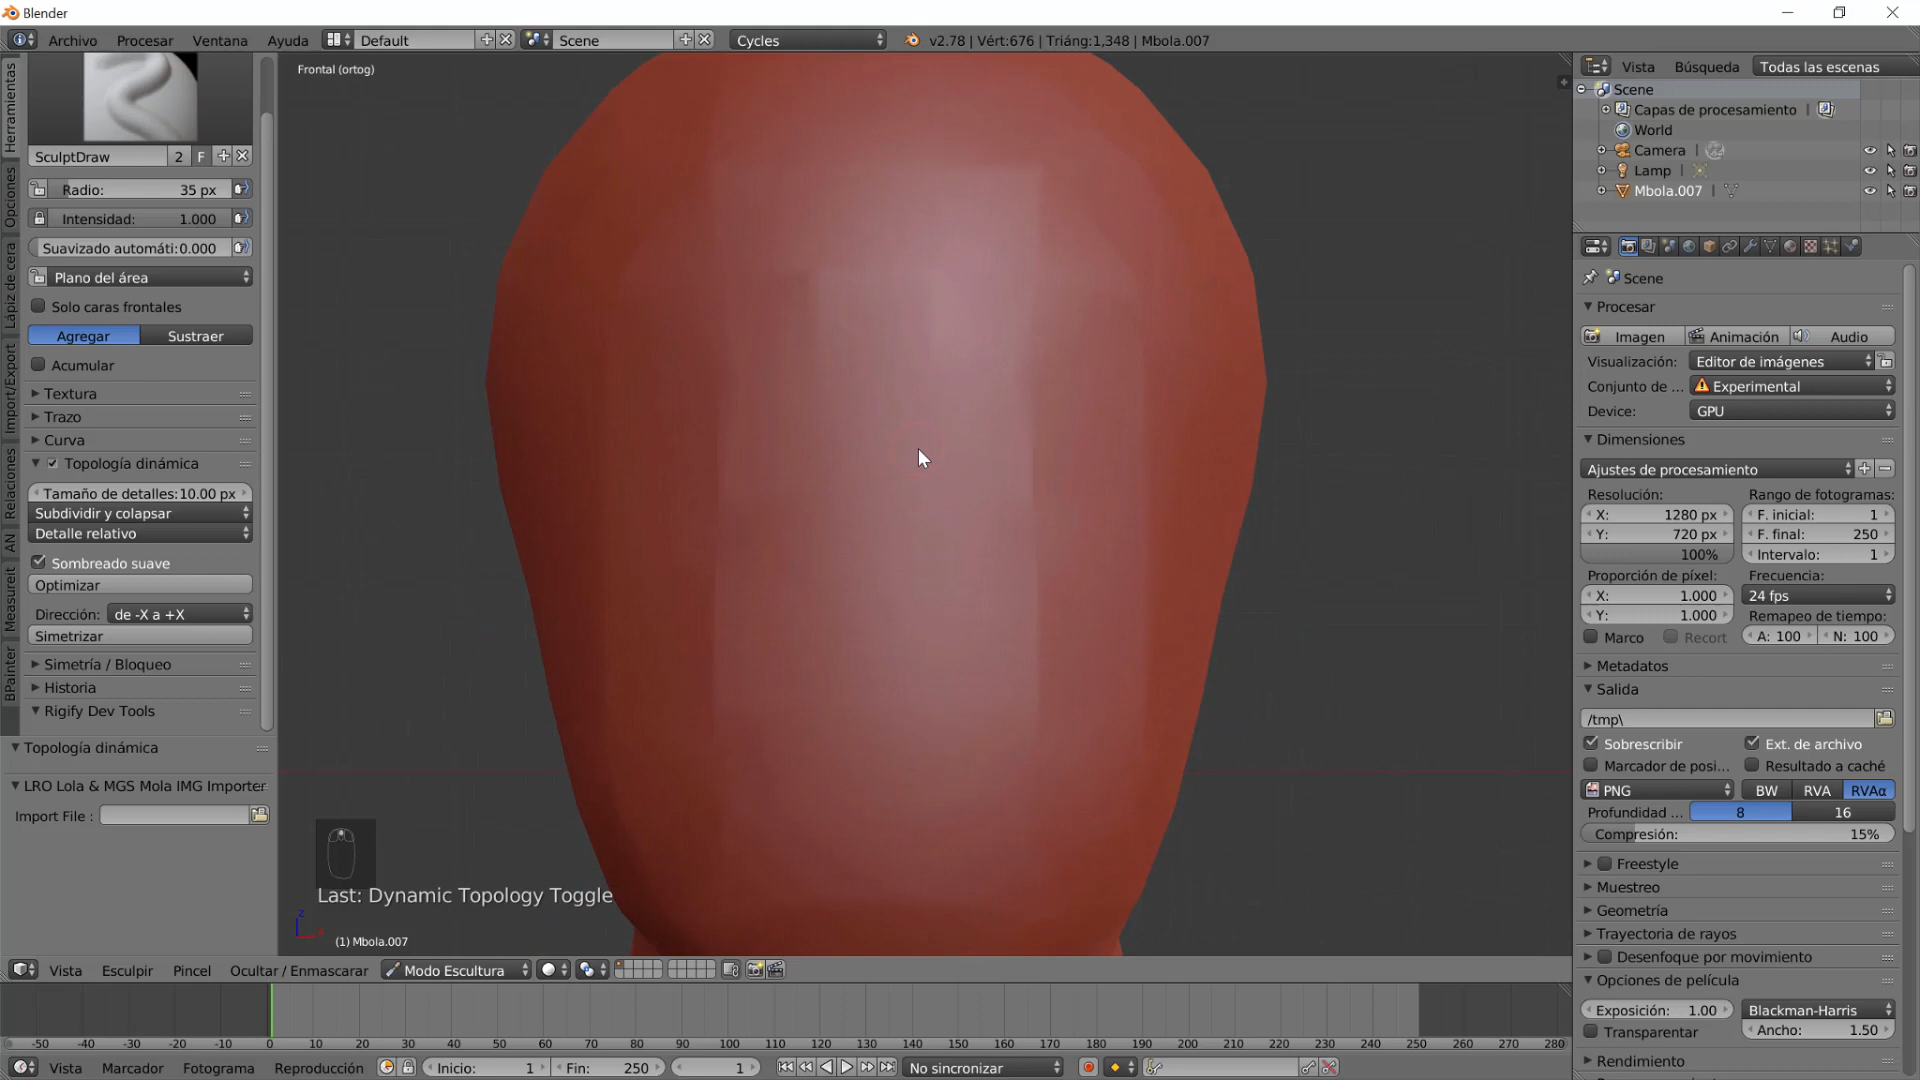 Blender
Archivo Procesar Ventana Ayuda Default Scene Cycles v2.78 | Vért:676 | Triáng:1,348 | Mbola.007
Herramientas
Opciones
Lápiz de cera
Import/Export
Relaciones
AN
Measureit
BPainter
SculptDraw 2 F
Radio: 35 px
Intensidad: 1.000
Suavizado automáti:0.000
Plano del área
Solo caras frontales
Agregar Sustraer
Acumular
Textura
Trazo
Curva
Topología dinámica
Tamaño de detalles:10.00 px
Subdividir y colapsar
Detalle relativo
Sombreado suave
Optimizar
Dirección: de -X a +X
Simetrizar
Simetría / Bloqueo
Historia
Rigify Dev Tools
Topología dinámica
LRO Lola & MGS Mola IMG Importer
Import File :
Frontal (ortog)
Last: Dynamic Topology Toggle
z
x
(1) Mbola.007
Vista Esculpir Pincel Ocultar / Enmascarar Modo Escultura
-50 -40 -30 -20 -10 0 10 20 30 40 50 60 70 80 90 100 110 120 130 140 150 160 170 180 190 200 210 220 230 240 250 260 270 280
Vista Marcador Fotograma Reproducción Inicio: 1 Fin: 250 1 No sincronizar
Vista Búsqueda Todas las escenas
Scene
Capas de procesamiento |
World
Camera |
Lamp |
Mbola.007 |
Scene
Procesar
Imagen Animación Audio
Visualización: Editor de imágenes
Conjunto de ... Experimental
Device: GPU
Dimensiones
Ajustes de procesamiento
Resolución: Rango de fotogramas:
X: 1280 px F. inicial: 1
Y: 720 px F. final: 250
100% Intervalo: 1
Proporción de píxel: Frecuencia:
X: 1.000 24 fps
Y: 1.000 Remapeo de tiempo:
Marco Recort A: 100 N: 100
Metadatos
Salida
/tmp\
Sobrescribir Ext. de archivo
Marcador de posi... Resultado a caché
PNG BW RVA RVAα
Profundidad ... 8 16
Compresión: 15%
Freestyle
Muestreo
Geometría
Trayectoria de rayos
Desenfoque por movimiento
Opciones de película
Exposición: 1.00 Blackman-Harris
Transparentar Ancho: 1.50
Rendimiento